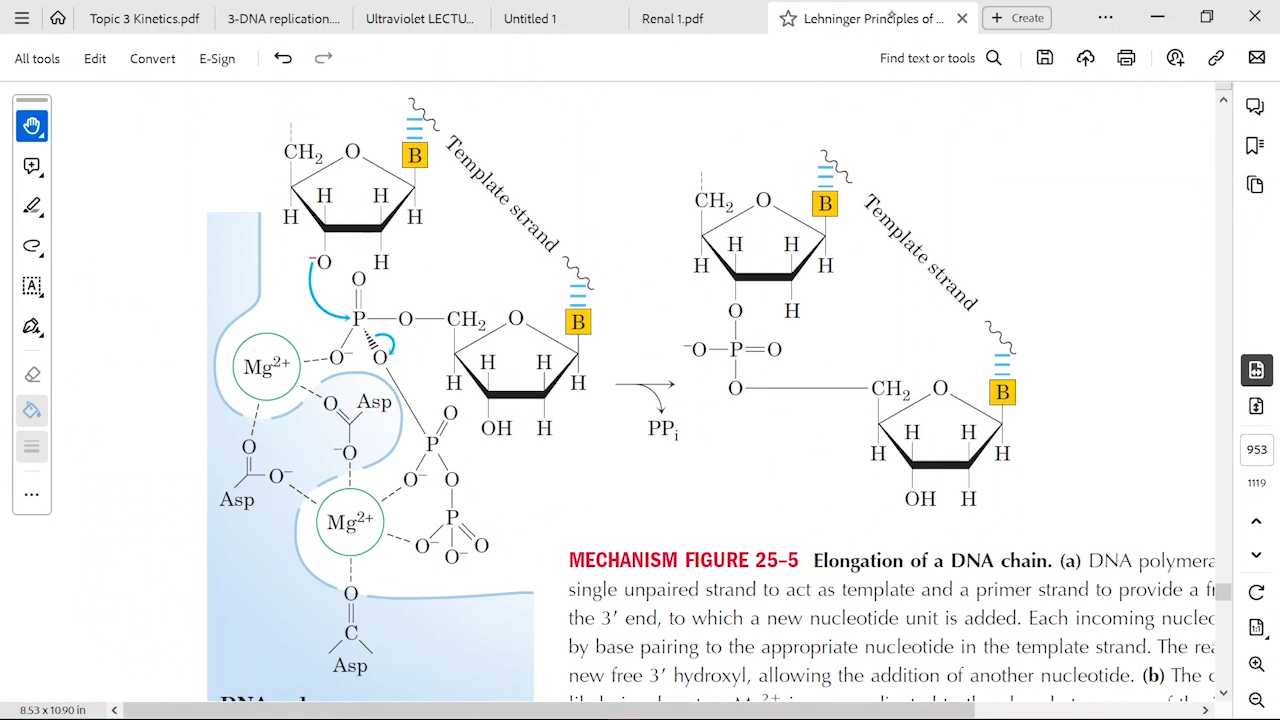 Topic 3 Kinetics.pdf
3-DNA replication....
Ultraviolet LECTU...
Untitled 1
Renal 1.pdf
Lehninger Principles of ...
Create
All tools
Edit
Convert
E-Sign
Find text or tools
CH2 O B
Template strand
H H
H H
⁻O H
O
P O CH2 O B
O⁻ O
H H
H H
OH H
Mg2+
O Asp
O
⁻O
O⁻
Asp
O
P
O⁻ O
Mg2+
P
O⁻ O⁻ O
O
C
Asp
PPi
CH2 O B
Template strand
H H
H H
O H
⁻O P O
O CH2 O B
H H
H H
OH H
MECHANISM FIGURE 25–5 Elongation of a DNA chain. (a) DNA polymera
single unpaired strand to act as template and a primer strand to provide a fr
the 3′ end, to which a new nucleotide unit is added. Each incoming nucleo
by base pairing to the appropriate nucleotide in the template strand. The rea
new free 3′ hydroxyl, allowing the addition of another nucleotide. (b) The c
953
1119
8.53 x 10.90 in